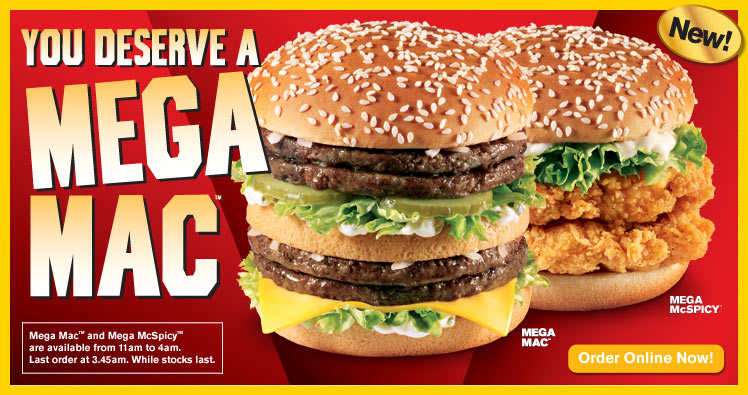 YOU DESERVE A
MEGA
MAC™
New!
Mega Mac™ and Mega McSpicy™
are available from 11am to 4am.
Last order at 3.45am. While stocks last.
MEGA
MAC™
MEGA
McSPICY™
Order Online Now!